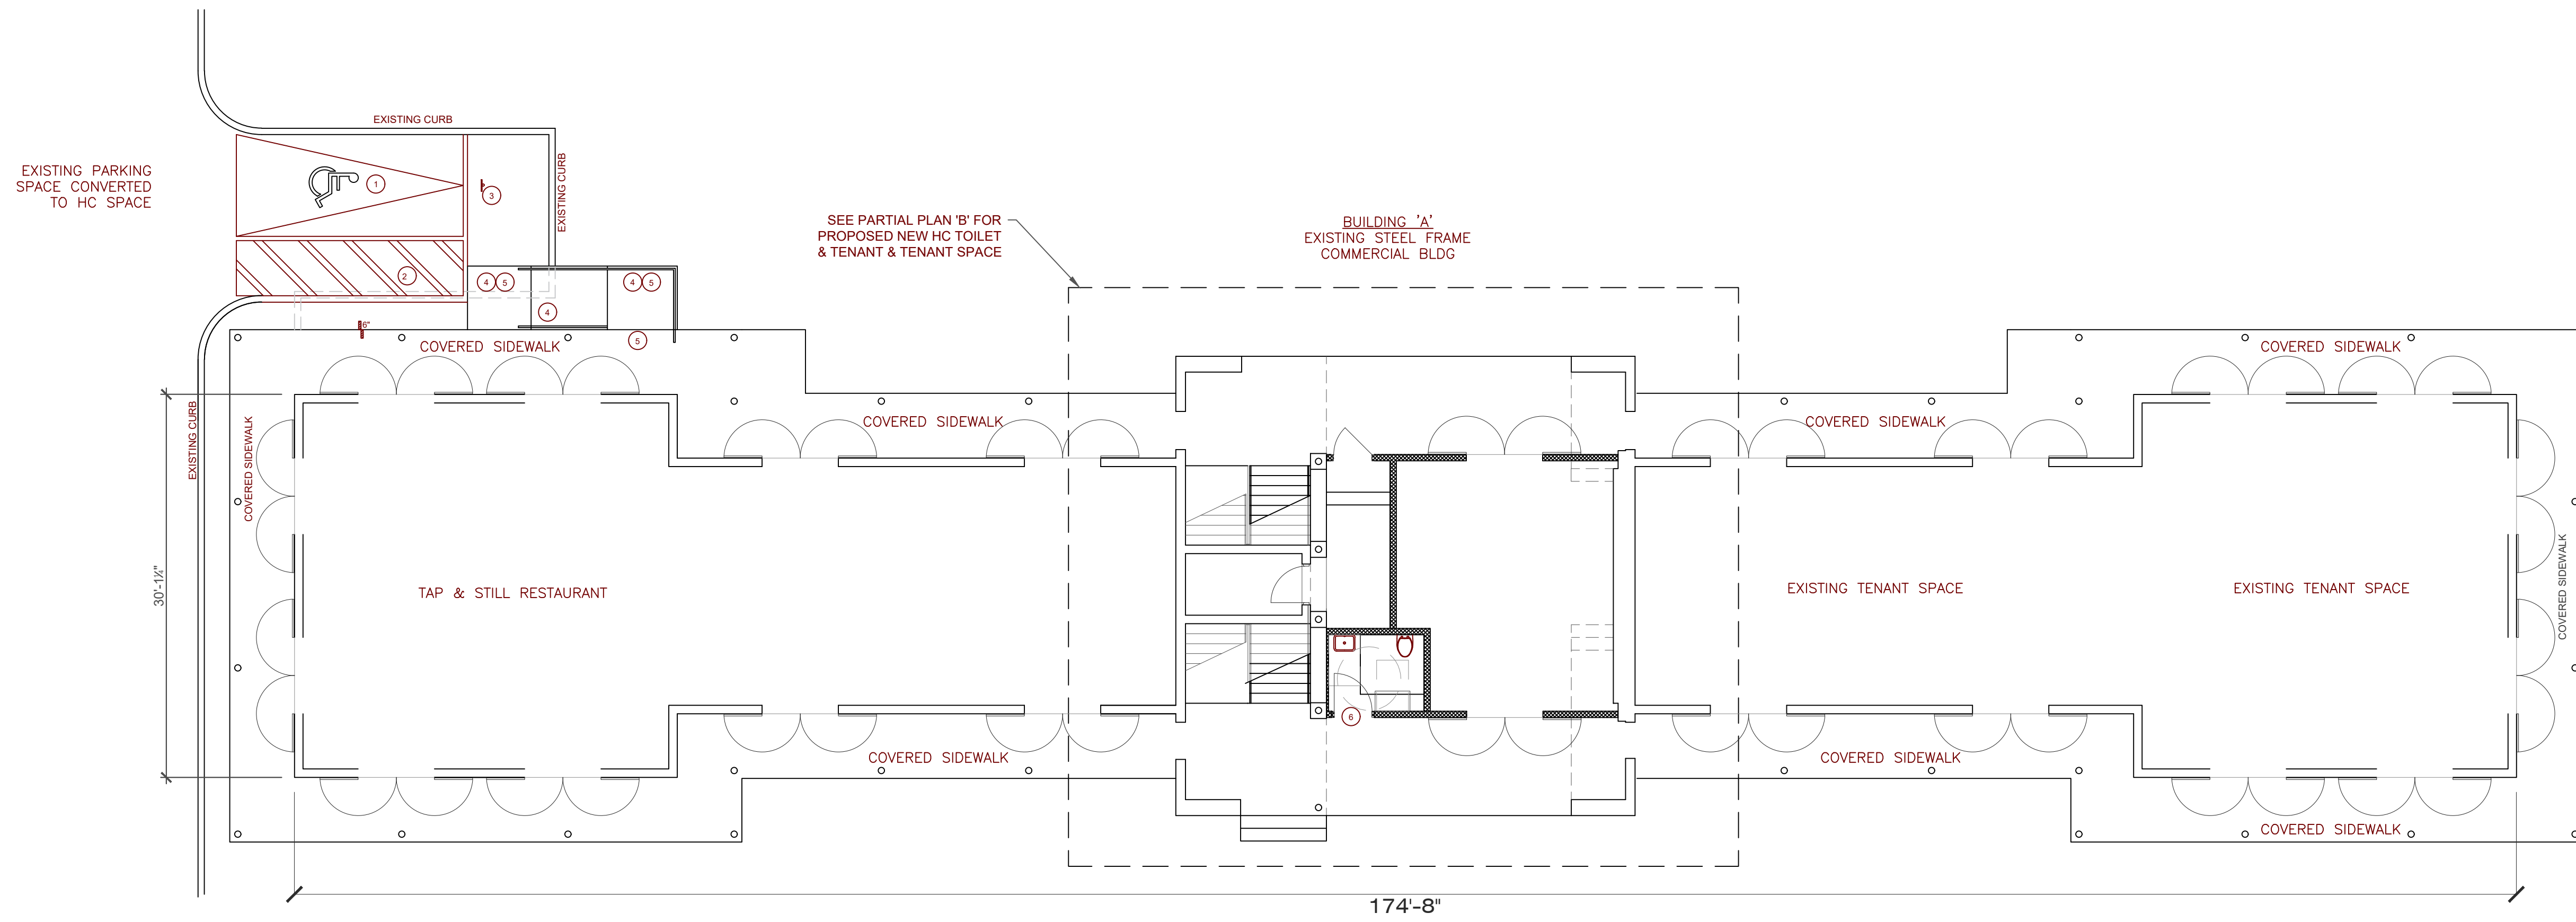 EXISTING CURB
EXISTING PARKING
SPACE CONVERTED
TO HC SPACE
1
3
EXISTING CURB
2
4
5
4
5
4
6"
5
SEE PARTIAL PLAN 'B' FOR
PROPOSED NEW HC TOILET
& TENANT & TENANT SPACE
BUILDING 'A'
EXISTING STEEL FRAME
COMMERCIAL BLDG
COVERED SIDEWALK
COVERED SIDEWALK
COVERED SIDEWALK
COVERED SIDEWALK
EXISTING CURB
COVERED SIDEWALK
30'-1¼"
TAP & STILL RESTAURANT
EXISTING TENANT SPACE
EXISTING TENANT SPACE
COVERED SIDEWALK
6
COVERED SIDEWALK
COVERED SIDEWALK
COVERED SIDEWALK
174'-8"